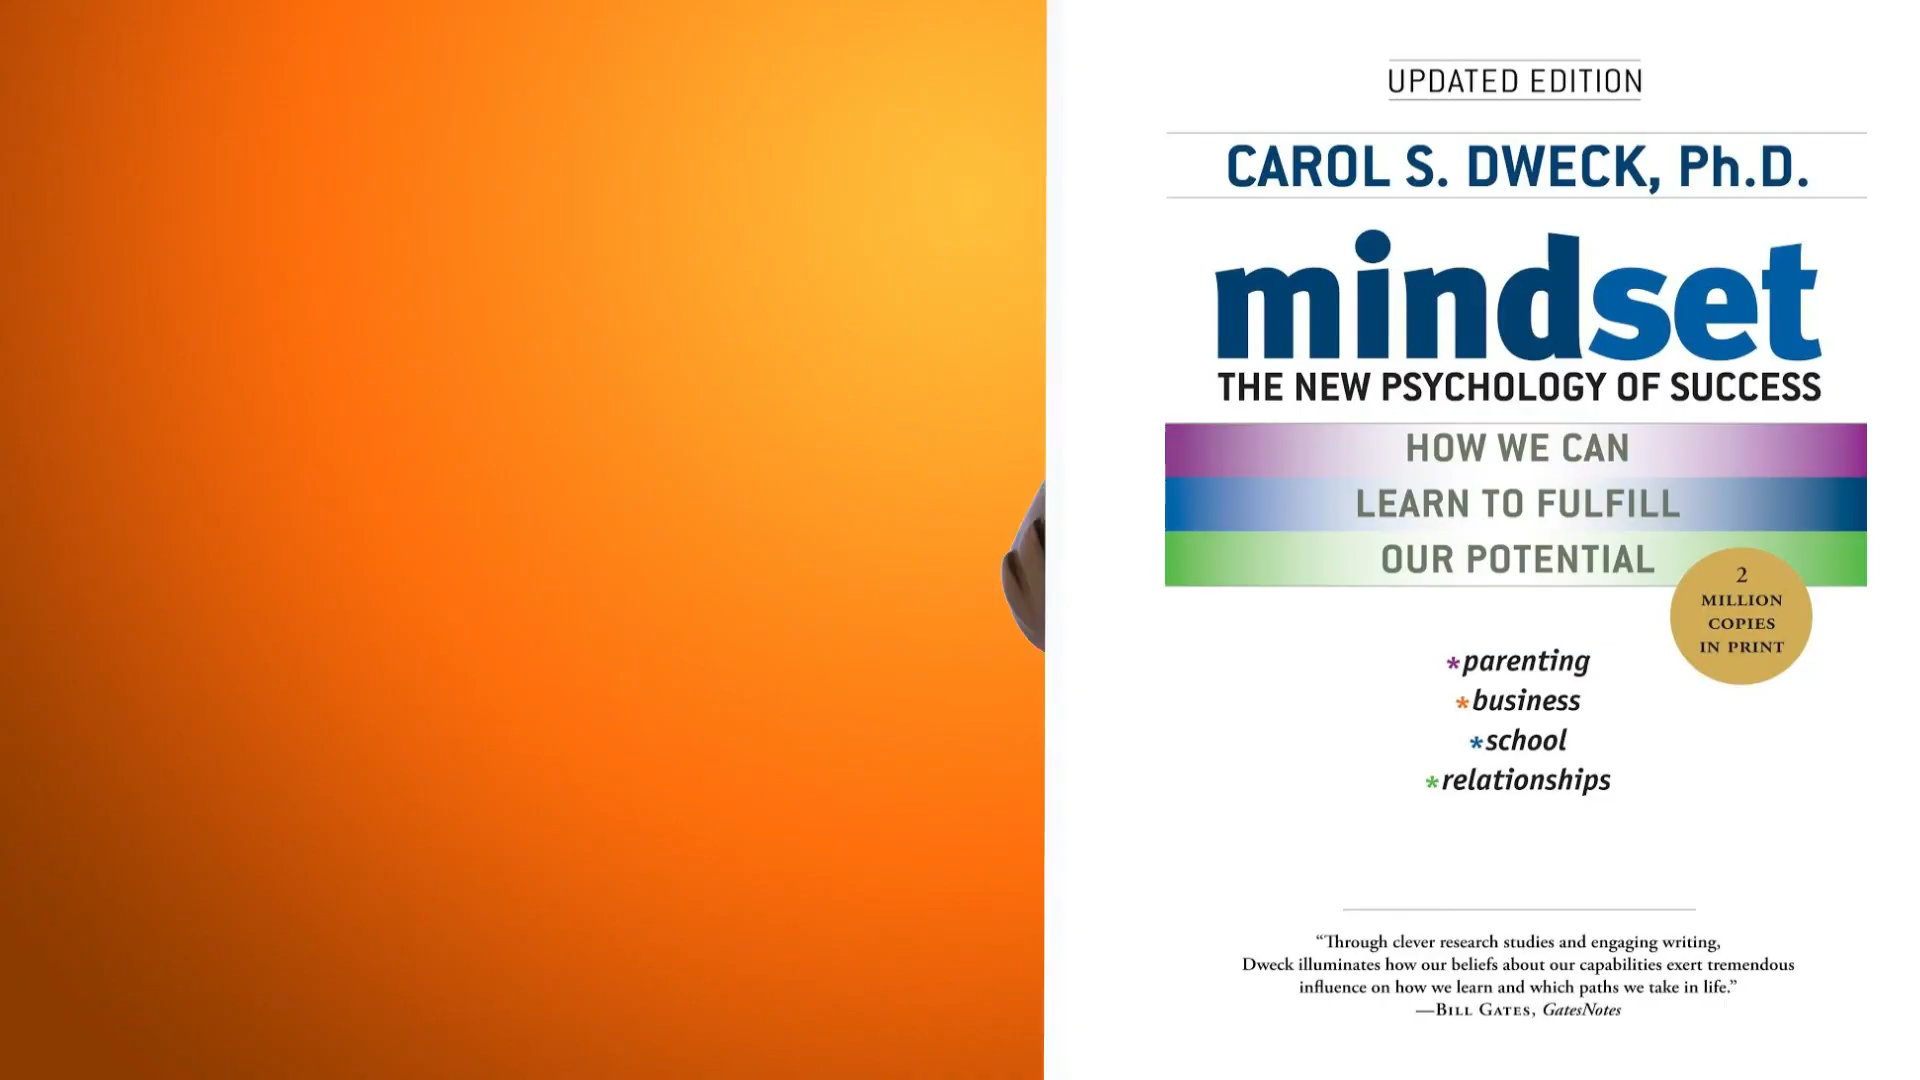 UPDATED EDITION
CAROL S. DWECK, Ph.D.
mindset
THE NEW PSYCHOLOGY OF SUCCESS
HOW WE CAN
LEARN TO FULFILL
OUR POTENTIAL
2
MILLION
COPIES
IN PRINT
*parenting
*business
*school
*relationships
“Through clever research studies and engaging writing,
Dweck illuminates how our beliefs about our capabilities exert tremendous
influence on how we learn and which paths we take in life.”
—BILL GATES, GatesNotes